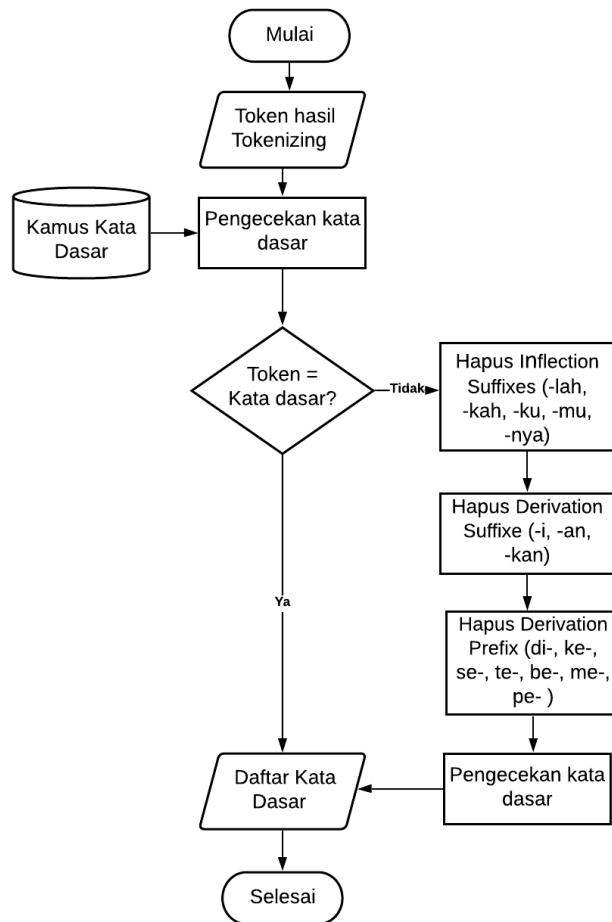 Mulai
Token hasil
Tokenizing
Kamus Kata
Dasar
Pengecekan kata
dasar
Token =
Kata dasar?
Tidak
Hapus Inflection
Suffixes (-lah,
-kah, -ku, -mu,
-nya)
Hapus Derivation
Suffixe (-i, -an,
-kan)
Ya
Hapus Derivation
Prefix (di-, ke-,
se-, te-, be-, me-,
pe- )
Pengecekan kata
dasar
Daftar Kata
Dasar
Selesai